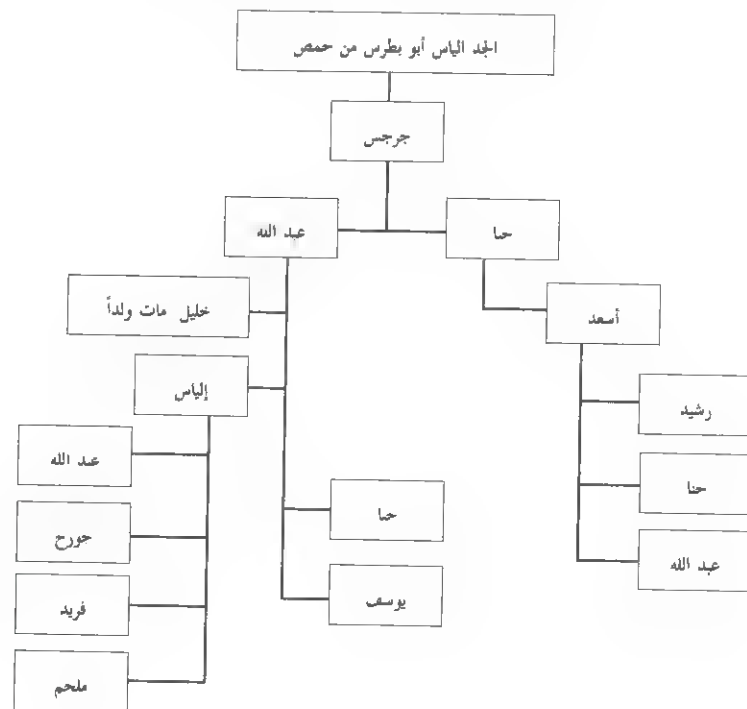 الجد الياس أبو بطرس من حمص
جرجس
حنا
عبد الله
أسعد
خليل مات ولداً
إلياس
رشيد
عبد الله
حنا
حنا
جورج
عبد الله
يوسف
فريد
ملحم